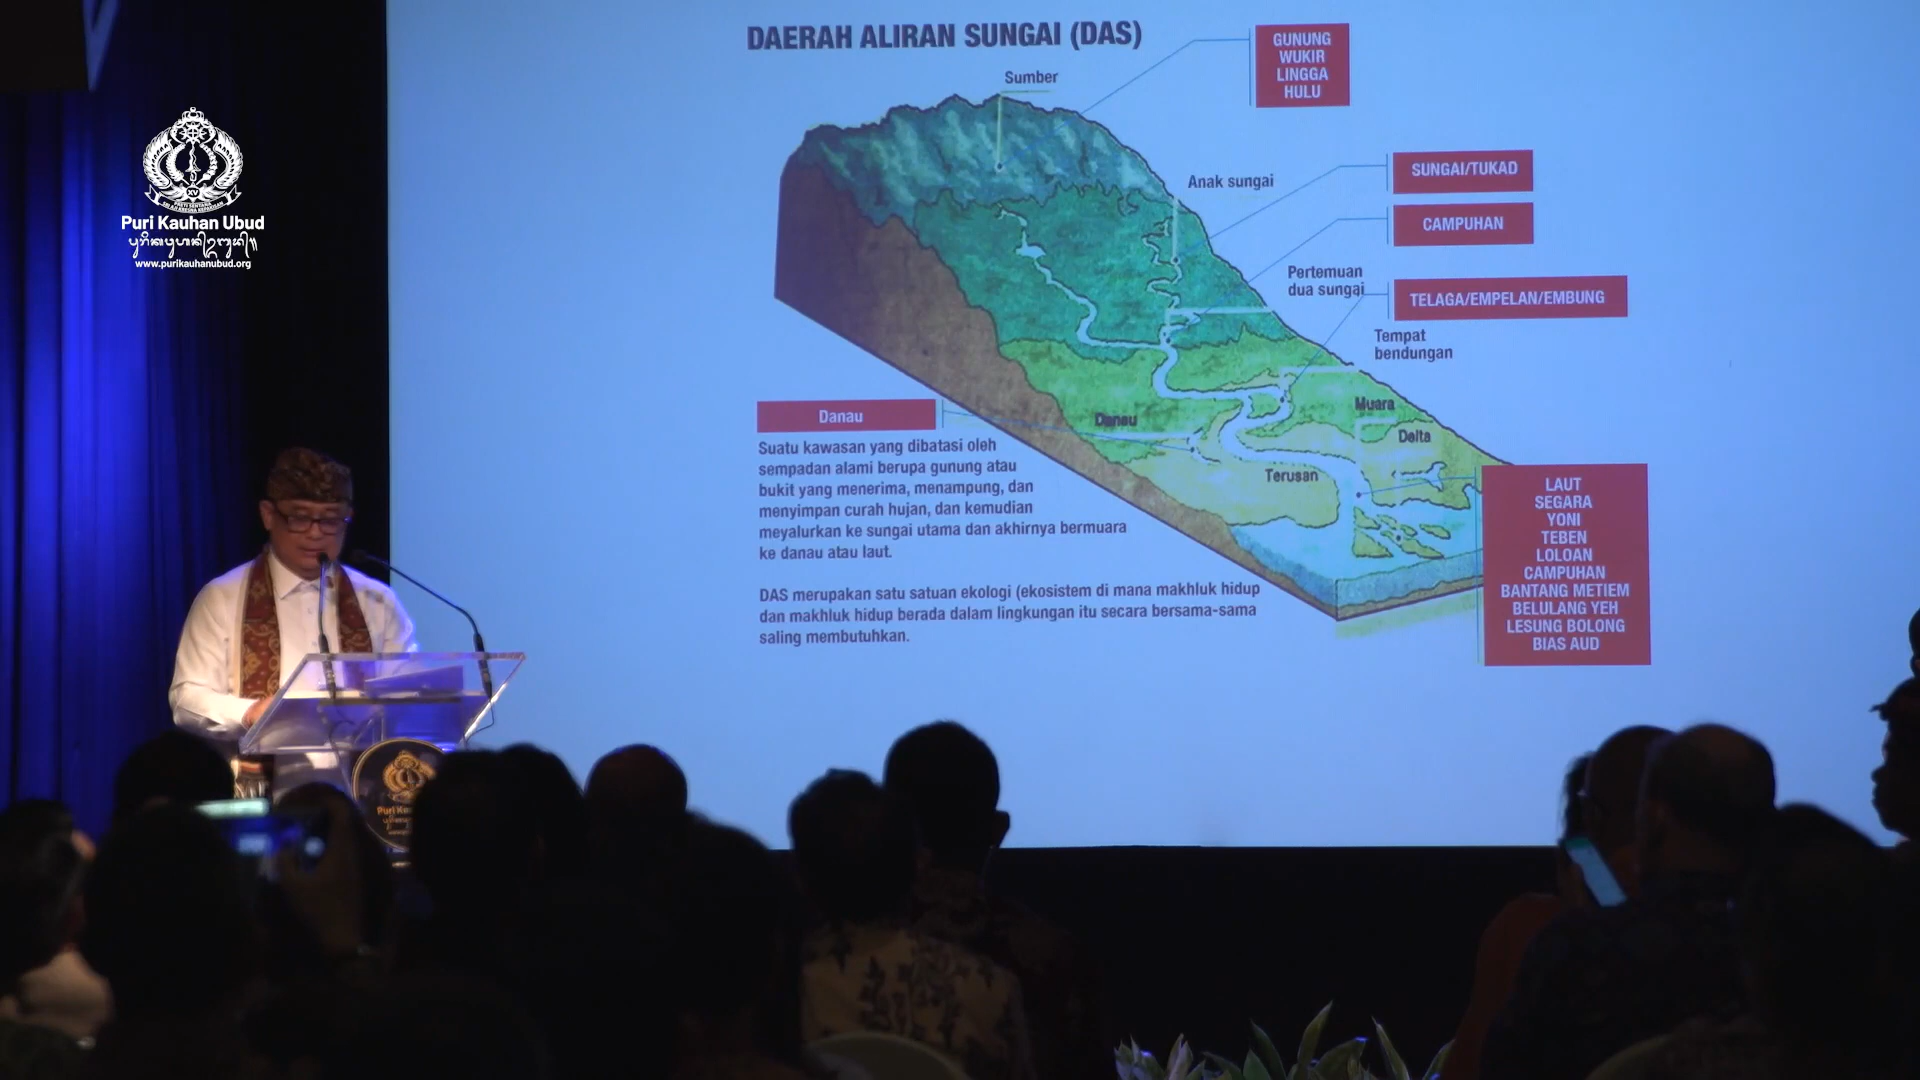 DAERAH ALIRAN SUNGAI (DAS)
Sumber
GUNUNG
WUKIR
LINGGA
HULU
Anak sungai
SUNGAI/TUKAD
CAMPUHAN
Pertemuan
dua sungai
TELAGA/EMPELAN/EMBUNG
Tempat
bendungan
Muara
Delta
Danau
Terusan
Danau
Suatu kawasan yang dibatasi oleh
sempadan alami berupa gunung atau
bukit yang menerima, menampung, dan
menyimpan curah hujan, dan kemudian
meyalurkan ke sungai utama dan akhirnya bermuara
ke danau atau laut.
DAS merupakan satu satuan ekologi (ekosistem di mana makhluk hidup
dan makhluk hidup berada dalam lingkungan itu secara bersama-sama
saling membutuhkan.
LAUT
SEGARA
YONI
TEBEN
LOLOAN
CAMPUHAN
BANTANG METIEM
BELULANG YEH
LESUNG BOLONG
BIAS AUD
XV
Puri Kauhan Ubud
www.purikauhanubud.org